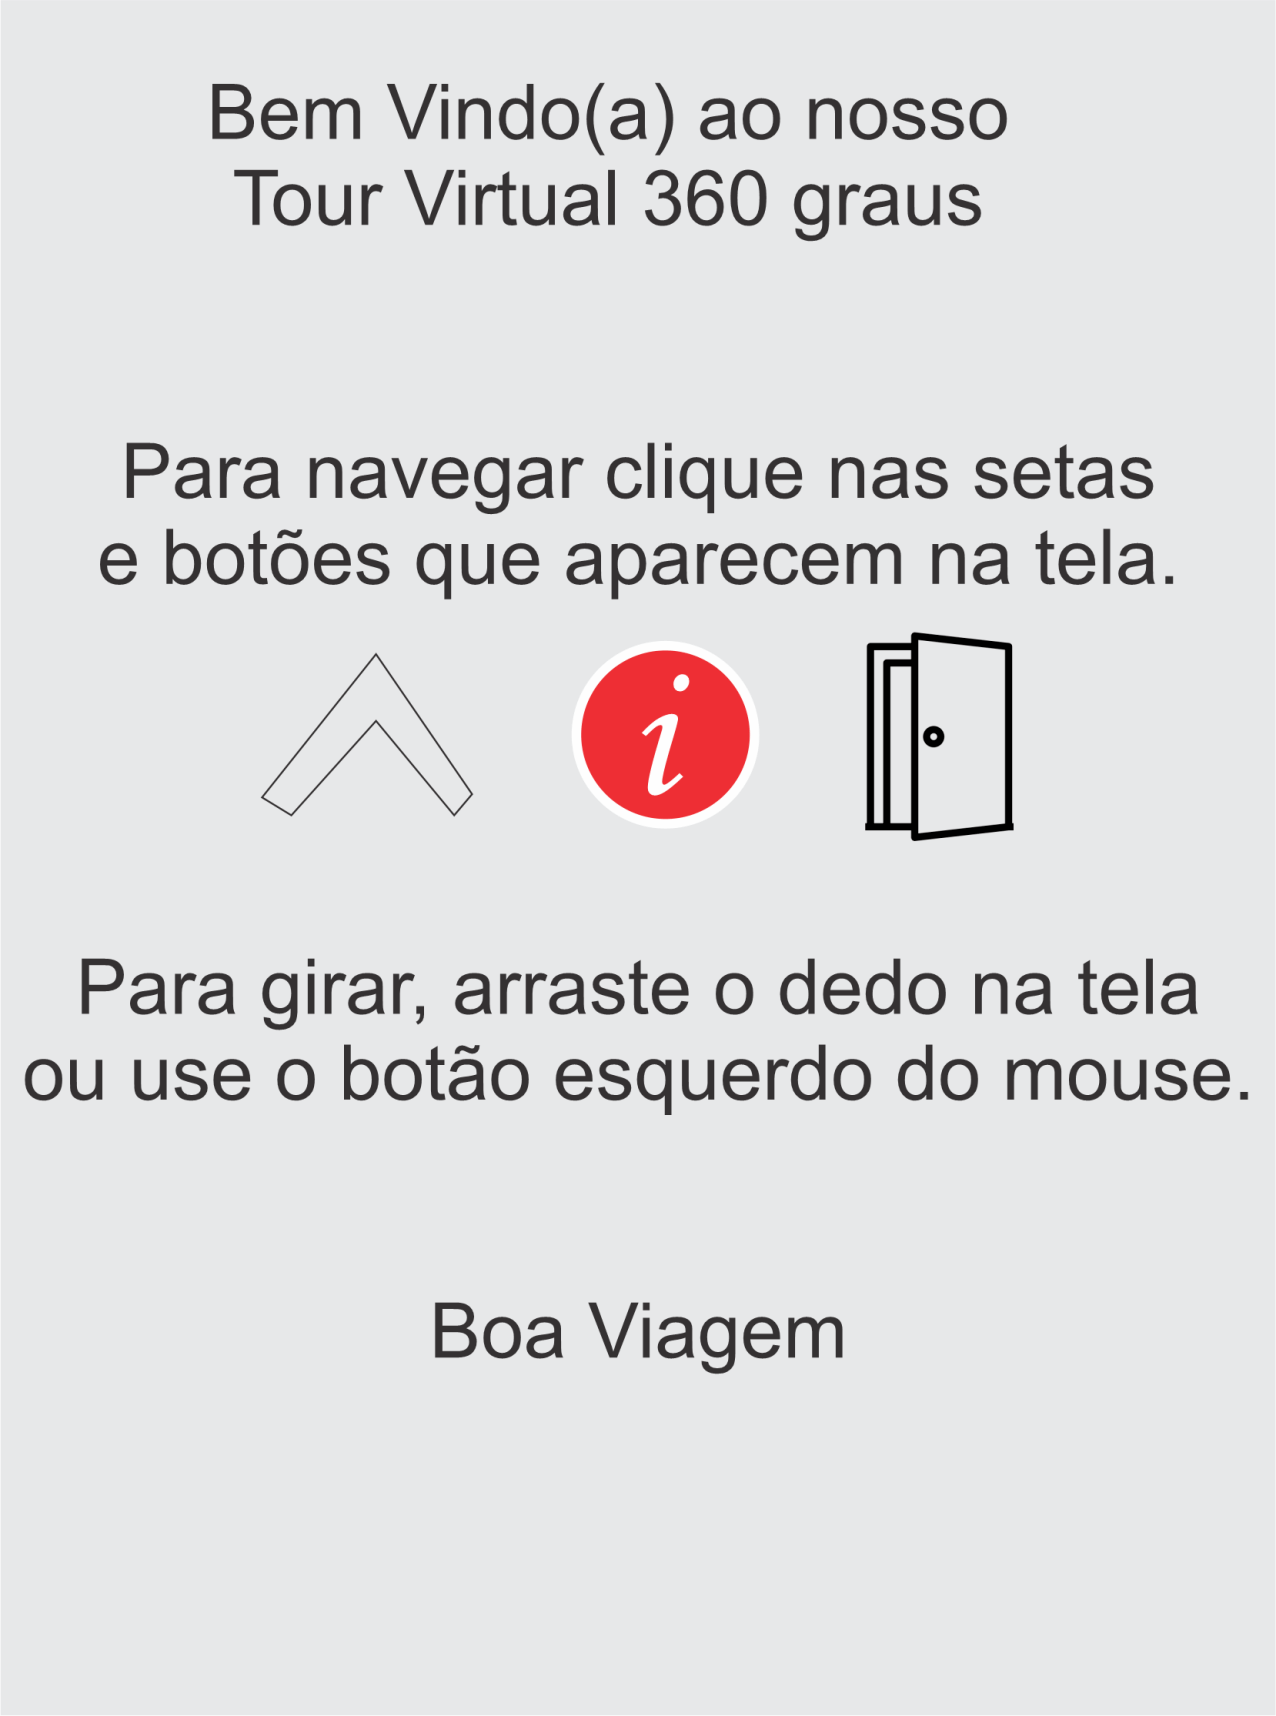 Bem Vindo(a) ao nosso
Tour Virtual 360 graus
Para navegar clique nas setas
e botões que aparecem na tela.
i
Para girar, arraste o dedo na tela
ou use o botão esquerdo do mouse.
Boa Viagem